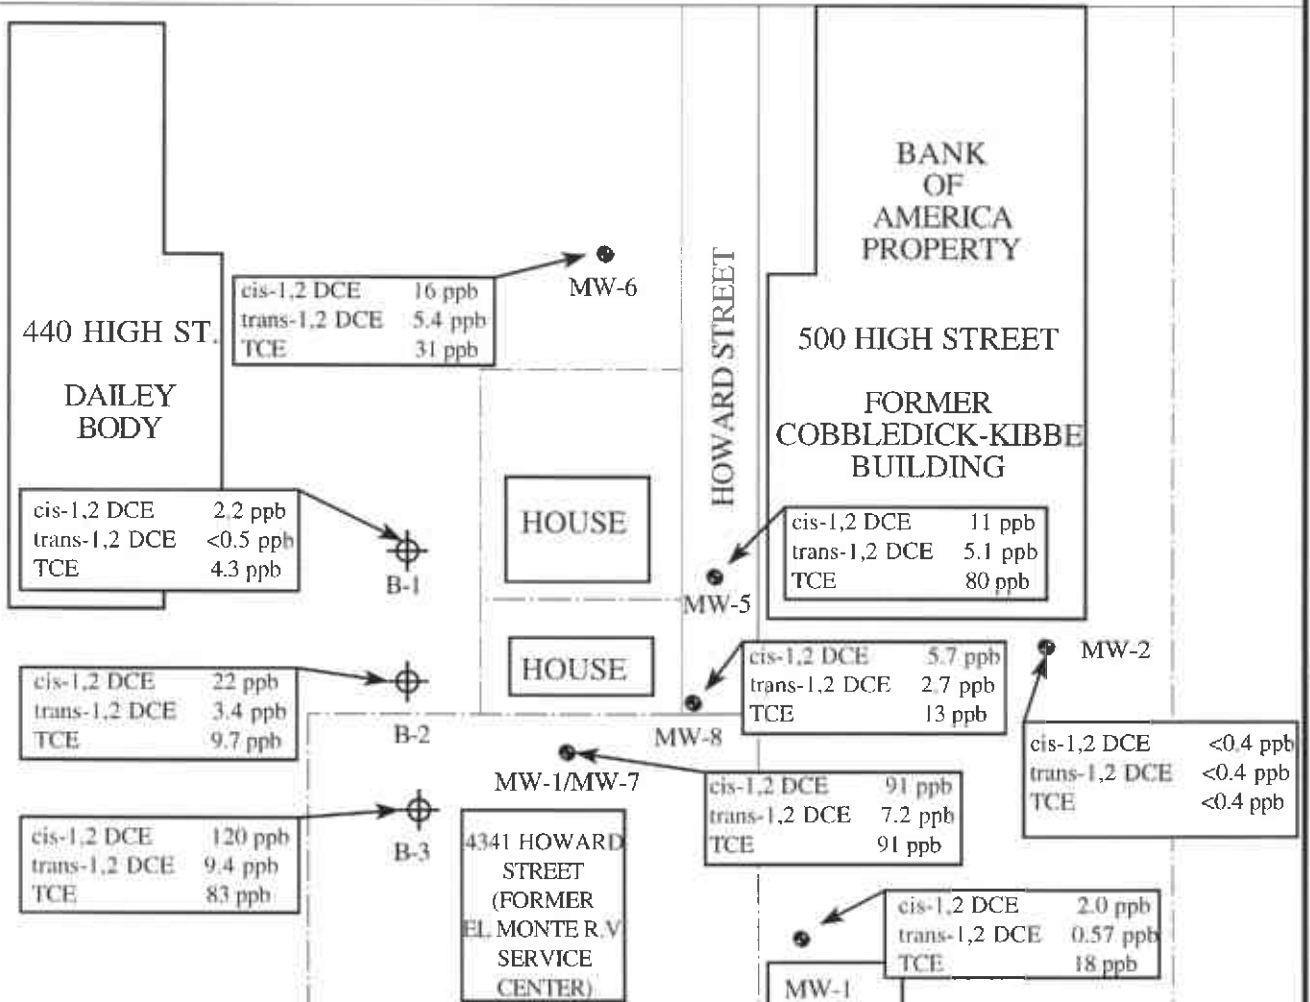 BANK
OF
AMERICA
PROPERTY
MW-6
cis-1,2 DCE 16 ppb
trans-1,2 DCE 5.4 ppb
TCE 31 ppb
HOWARD STREET
440 HIGH ST.
DAILEY
BODY
500 HIGH STREET
FORMER
COBBLEDICK-KIBBE
BUILDING
cis-1,2 DCE 2.2 ppb
trans-1,2 DCE <0.5 ppb
TCE 4.3 ppb
B-1
HOUSE
cis-1,2 DCE 11 ppb
trans-1,2 DCE 5.1 ppb
TCE 80 ppb
MW-5
HOUSE
cis-1,2 DCE 5.7 ppb
trans-1,2 DCE 2.7 ppb
TCE 13 ppb
MW-2
cis-1,2 DCE 22 ppb
trans-1,2 DCE 3.4 ppb
TCE 9.7 ppb
B-2
MW-8
cis-1,2 DCE <0.4 ppb
trans-1,2 DCE <0.4 ppb
TCE <0.4 ppb
MW-1/MW-7
cis-1,2 DCE 91 ppb
trans-1,2 DCE 7.2 ppb
TCE 91 ppb
cis-1,2 DCE 120 ppb
trans-1,2 DCE 9.4 ppb
TCE 83 ppb
B-3
4341 HOWARD
STREET
(FORMER
EL MONTE R.V
SERVICE
CENTER)
cis-1,2 DCE 2.0 ppb
trans-1,2 DCE 0.57 ppb
TCE 18 ppb
MW-1